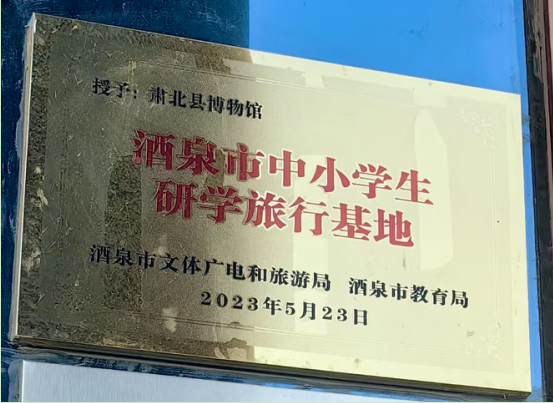 授予：肃北县博物馆
酒泉市中小学生
研学旅行基地
酒泉市文体广电和旅游局 酒泉市教育局
2023年5月23日